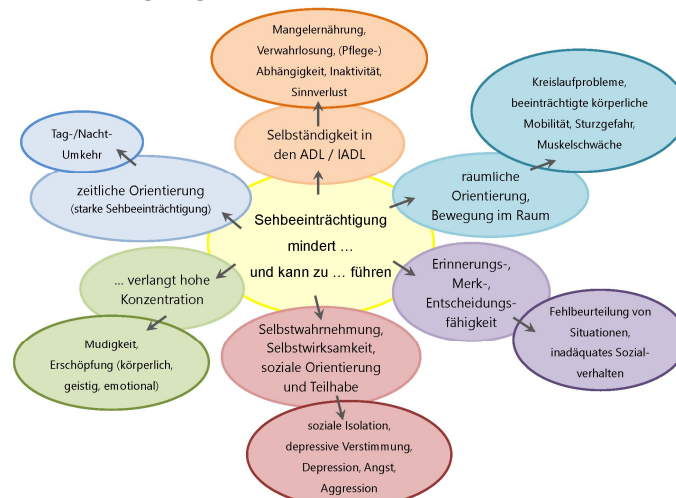 Mangelernährung,
Verwahrlosung, (Pflege-)
Abhängigkeit, Inaktivität,
Sinnverlust
Selbständigkeit in
den ADL / IADL
Kreislaufprobleme,
beeinträchtigte körperliche
Mobilität, Sturzgefahr,
Muskelschwäche
raumliche
Orientierung,
Bewegung im Raum
Tag-/Nacht-
Umkehr
zeitliche Orientierung
(starke Sehbeeinträchtigung)
Sehbeeinträchtigung
mindert ...
und kann zu ... führen
... verlangt hohe
Konzentration
Mudigkeit,
Erschöpfung (körperlich,
geistig, emotional)
Erinnerungs-,
Merk-,
Entscheidungs-
fähigkeit
Fehlbeurteilung von
Situationen,
inadäquates Sozial-
verhalten
Selbstwahrnehmung,
Selbstwirksamkeit,
soziale Orientierung
und Teilhabe
soziale Isolation,
depressive Verstimmung,
Depression, Angst,
Aggression